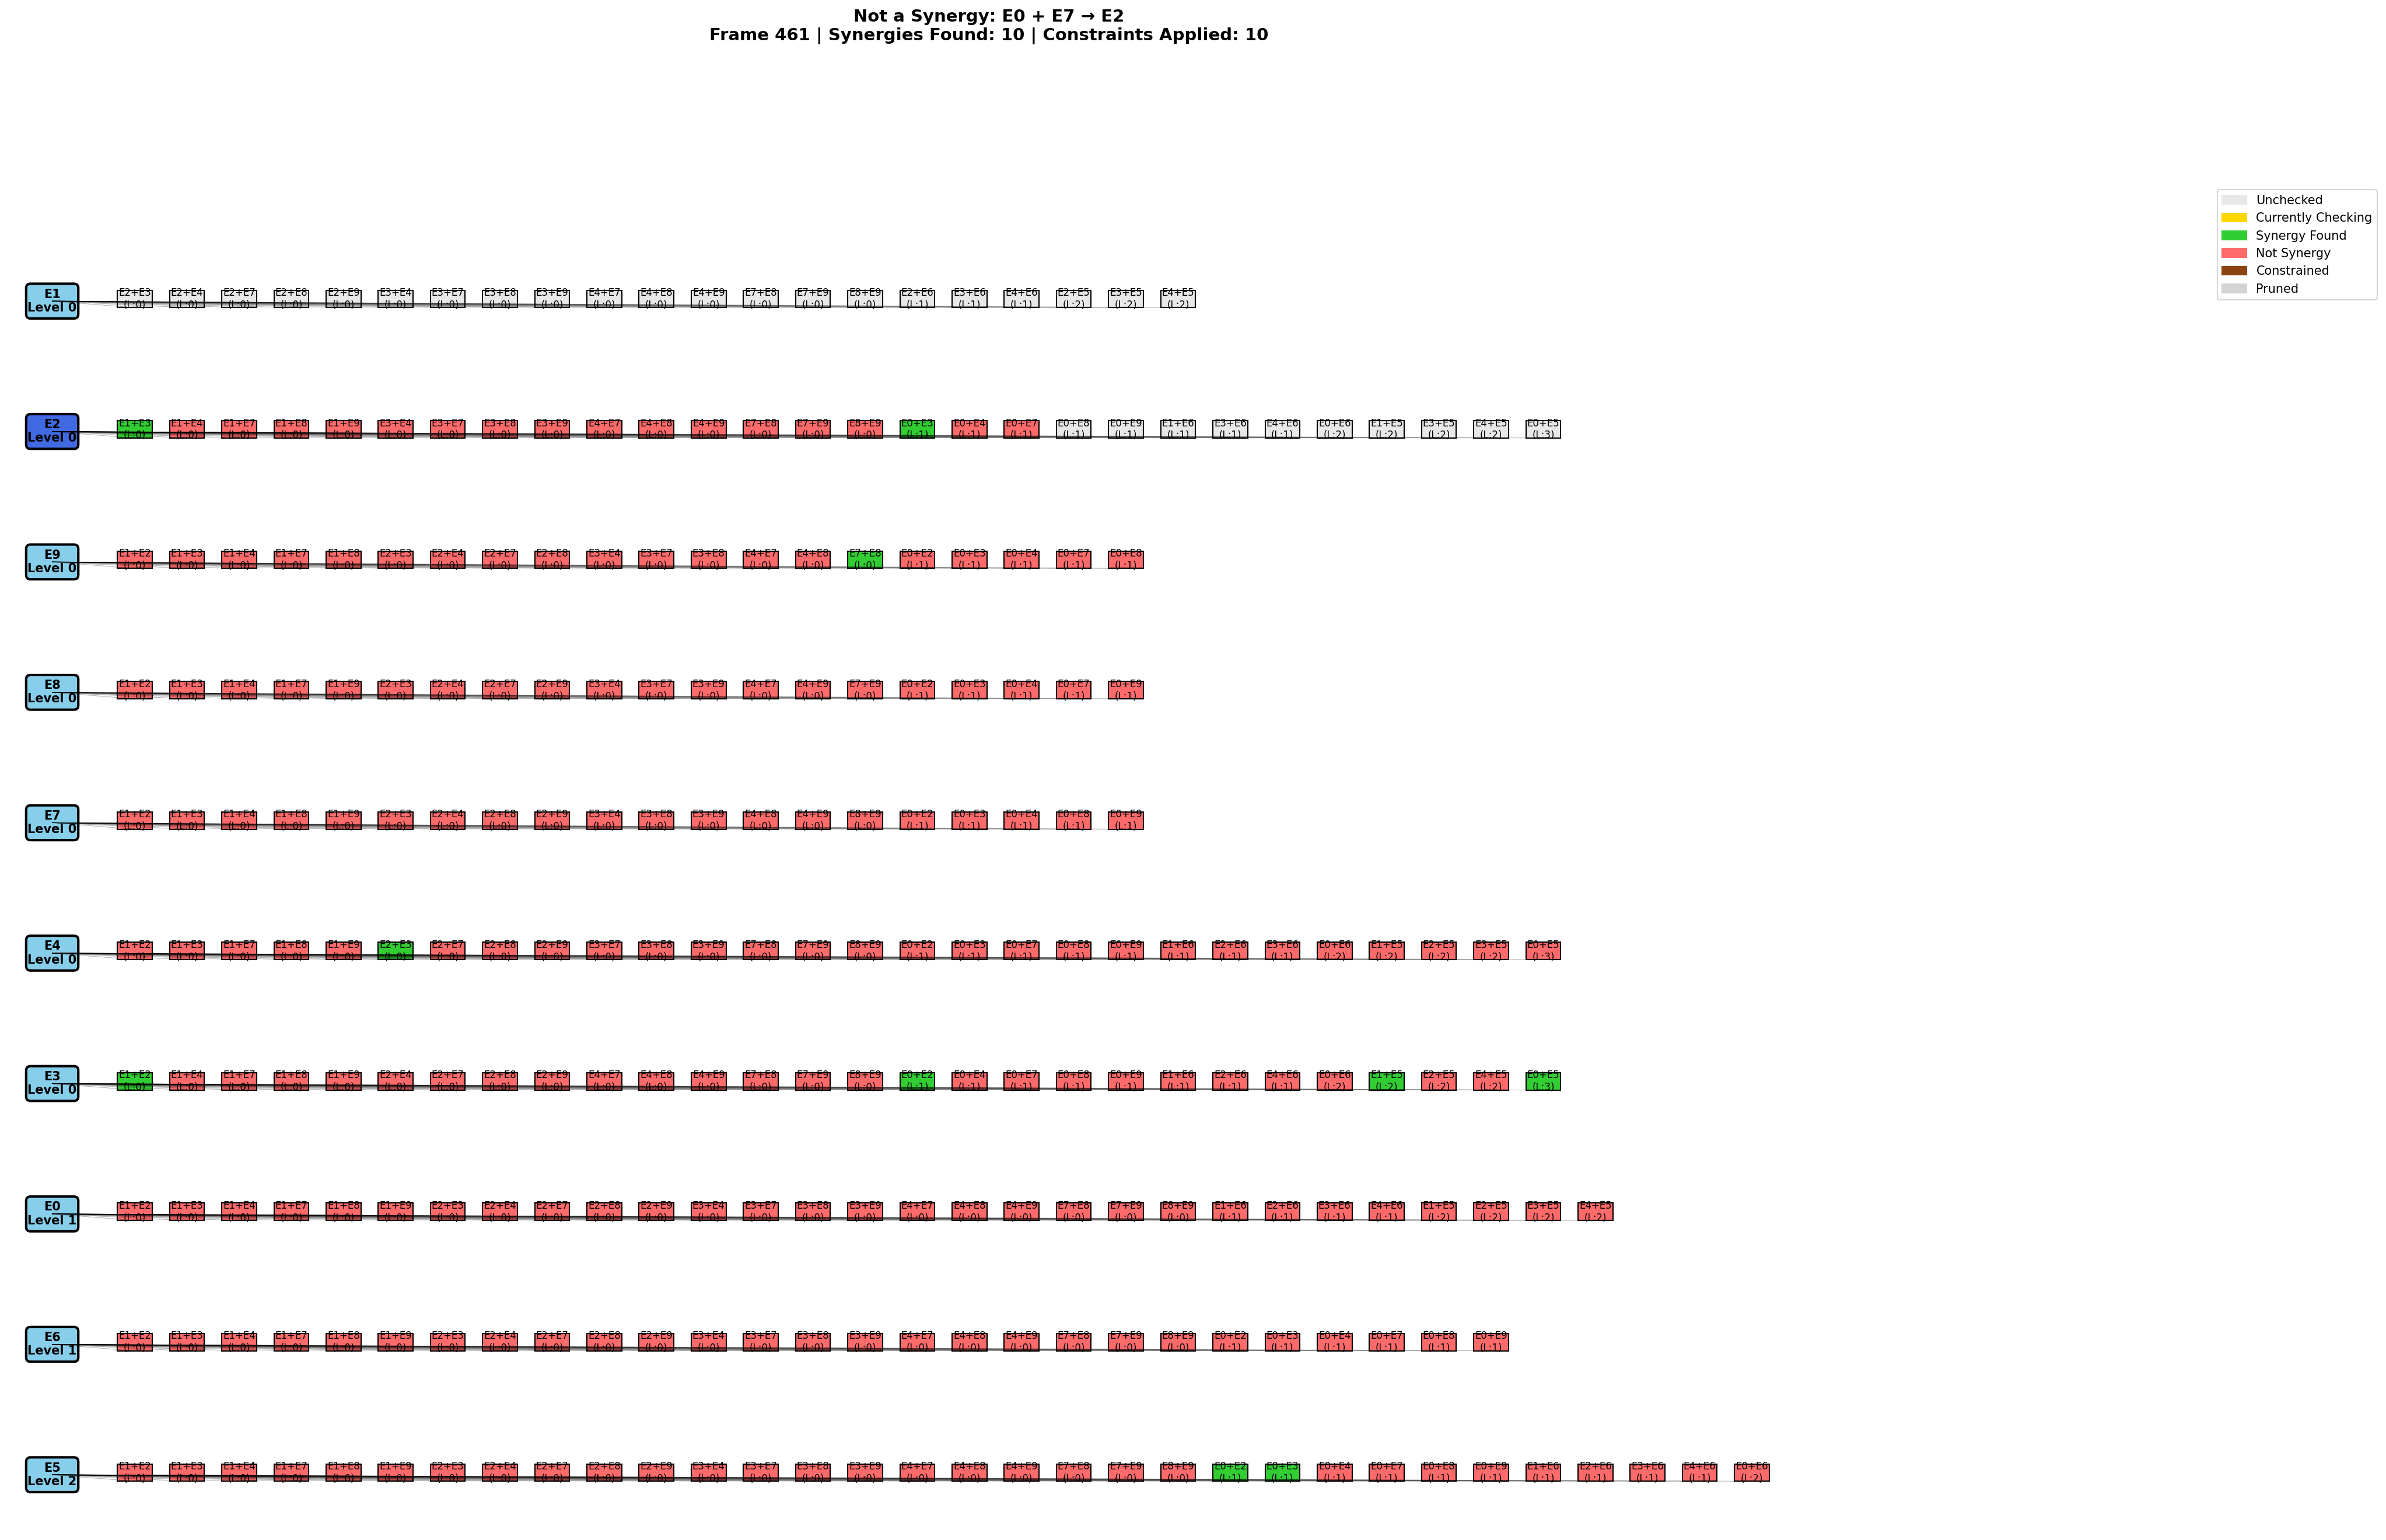 Not a Synergy: E0 + E7 → E2
Frame 461 | Synergies Found: 10 | Constraints Applied: 10
Unchecked
Currently Checking
Synergy Found
Not Synergy
Constrained
Pruned
E1 E2+E3 E2+E4 E2+E7 E2+E8 E2+E9 E3+E4 E3+E7 E3+E8 E3+E9 E4+E7 E4+E8 E4+E9 E7+E8 E7+E9 E8+E9 E2+E6 E3+E6 E4+E6 E2+E5 E3+E5 E4+E5
Level 0 (L:0) (L:0) (L:0) (L:0) (L:0) (L:0) (L:0) (L:0) (L:0) (L:0) (L:0) (L:0) (L:0) (L:0) (L:0) (L:1) (L:1) (L:1) (L:2) (L:2) (L:2)
E2 E1+E3 E1+E4 E1+E7 E1+E8 E1+E9 E3+E4 E3+E7 E3+E8 E3+E9 E4+E7 E4+E8 E4+E9 E7+E8 E7+E9 E8+E9 E0+E3 E0+E4 E0+E7 E0+E8 E0+E9 E1+E6 E3+E6 E4+E6 E0+E6 E1+E5 E3+E5 E4+E5 E0+E5
Level 0 (L:0) (L:0) (L:0) (L:0) (L:0) (L:0) (L:0) (L:0) (L:0) (L:0) (L:0) (L:0) (L:0) (L:0) (L:0) (L:1) (L:1) (L:1) (L:1) (L:1) (L:1) (L:1) (L:1) (L:2) (L:2) (L:2) (L:2) (L:3)
E9 E1+E2 E1+E3 E1+E4 E1+E7 E1+E8 E2+E3 E2+E4 E2+E7 E2+E8 E3+E4 E3+E7 E3+E8 E4+E7 E4+E8 E7+E8 E0+E2 E0+E3 E0+E4 E0+E7 E0+E8
Level 0 (L:0) (L:0) (L:0) (L:0) (L:0) (L:0) (L:0) (L:0) (L:0) (L:0) (L:0) (L:0) (L:0) (L:0) (L:0) (L:1) (L:1) (L:1) (L:1) (L:1)
E8 E1+E2 E1+E3 E1+E4 E1+E7 E1+E9 E2+E3 E2+E4 E2+E7 E2+E9 E3+E4 E3+E7 E3+E9 E4+E7 E4+E9 E7+E9 E0+E2 E0+E3 E0+E4 E0+E7 E0+E9
Level 0 (L:0) (L:0) (L:0) (L:0) (L:0) (L:0) (L:0) (L:0) (L:0) (L:0) (L:0) (L:0) (L:0) (L:0) (L:0) (L:1) (L:1) (L:1) (L:1) (L:1)
E7 E1+E2 E1+E3 E1+E4 E1+E8 E1+E9 E2+E3 E2+E4 E2+E8 E2+E9 E3+E4 E3+E8 E3+E9 E4+E8 E4+E9 E8+E9 E0+E2 E0+E3 E0+E4 E0+E8 E0+E9
Level 0 (L:0) (L:0) (L:0) (L:0) (L:0) (L:0) (L:0) (L:0) (L:0) (L:0) (L:0) (L:0) (L:0) (L:0) (L:0) (L:1) (L:1) (L:1) (L:1) (L:1)
E4 E1+E2 E1+E3 E1+E7 E1+E8 E1+E9 E2+E3 E2+E7 E2+E8 E2+E9 E3+E7 E3+E8 E3+E9 E7+E8 E7+E9 E8+E9 E0+E2 E0+E3 E0+E7 E0+E8 E0+E9 E1+E6 E2+E6 E3+E6 E0+E6 E1+E5 E2+E5 E3+E5 E0+E5
Level 0 (L:0) (L:0) (L:0) (L:0) (L:0) (L:0) (L:0) (L:0) (L:0) (L:0) (L:0) (L:0) (L:0) (L:0) (L:0) (L:1) (L:1) (L:1) (L:1) (L:1) (L:1) (L:1) (L:1) (L:2) (L:2) (L:2) (L:2) (L:3)
E3 E1+E2 E1+E4 E1+E7 E1+E8 E1+E9 E2+E4 E2+E7 E2+E8 E2+E9 E4+E7 E4+E8 E4+E9 E7+E8 E7+E9 E8+E9 E0+E2 E0+E4 E0+E7 E0+E8 E0+E9 E1+E6 E2+E6 E4+E6 E0+E6 E1+E5 E2+E5 E4+E5 E0+E5
Level 0 (L:0) (L:0) (L:0) (L:0) (L:0) (L:0) (L:0) (L:0) (L:0) (L:0) (L:0) (L:0) (L:0) (L:0) (L:0) (L:1) (L:1) (L:1) (L:1) (L:1) (L:1) (L:1) (L:1) (L:2) (L:2) (L:2) (L:2) (L:3)
E0 E1+E2 E1+E3 E1+E4 E1+E7 E1+E8 E1+E9 E2+E3 E2+E4 E2+E7 E2+E8 E2+E9 E3+E4 E3+E7 E3+E8 E3+E9 E4+E7 E4+E8 E4+E9 E7+E8 E7+E9 E8+E9 E1+E6 E2+E6 E3+E6 E4+E6 E1+E5 E2+E5 E3+E5 E4+E5
Level 1 (L:0) (L:0) (L:0) (L:0) (L:0) (L:0) (L:0) (L:0) (L:0) (L:0) (L:0) (L:0) (L:0) (L:0) (L:0) (L:0) (L:0) (L:0) (L:0) (L:0) (L:0) (L:1) (L:1) (L:1) (L:1) (L:2) (L:2) (L:2) (L:2)
E6 E1+E2 E1+E3 E1+E4 E1+E7 E1+E8 E1+E9 E2+E3 E2+E4 E2+E7 E2+E8 E2+E9 E3+E4 E3+E7 E3+E8 E3+E9 E4+E7 E4+E8 E4+E9 E7+E8 E7+E9 E8+E9 E0+E2 E0+E3 E0+E4 E0+E7 E0+E8 E0+E9
Level 1 (L:0) (L:0) (L:0) (L:0) (L:0) (L:0) (L:0) (L:0) (L:0) (L:0) (L:0) (L:0) (L:0) (L:0) (L:0) (L:0) (L:0) (L:0) (L:0) (L:0) (L:0) (L:1) (L:1) (L:1) (L:1) (L:1) (L:1)
E5 E1+E2 E1+E3 E1+E4 E1+E7 E1+E8 E1+E9 E2+E3 E2+E4 E2+E7 E2+E8 E2+E9 E3+E4 E3+E7 E3+E8 E3+E9 E4+E7 E4+E8 E4+E9 E7+E8 E7+E9 E8+E9 E0+E2 E0+E3 E0+E4 E0+E7 E0+E8 E0+E9 E1+E6 E2+E6 E3+E6 E4+E6 E0+E6
Level 2 (L:0) (L:0) (L:0) (L:0) (L:0) (L:0) (L:0) (L:0) (L:0) (L:0) (L:0) (L:0) (L:0) (L:0) (L:0) (L:0) (L:0) (L:0) (L:0) (L:0) (L:0) (L:1) (L:1) (L:1) (L:1) (L:1) (L:1) (L:1) (L:1) (L:1) (L:1) (L:2)